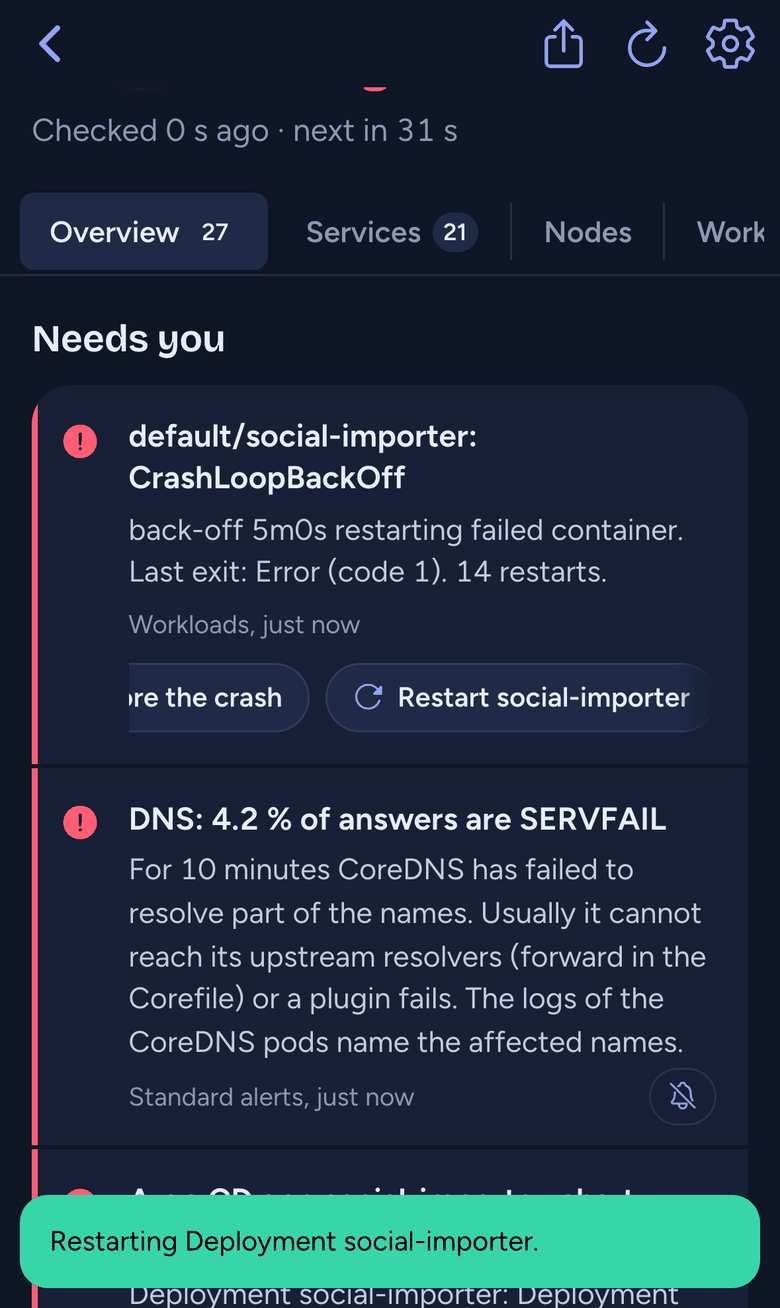 Checked 0 s ago · next in 31 s
Overview 27
Services 21
Nodes
Work
Needs you
default/social-importer:
CrashLoopBackOff
back-off 5m0s restarting failed container.
Last exit: Error (code 1). 14 restarts.
Workloads, just now
the crash
Restart social-importer
DNS: 4.2 % of answers are SERVFAIL
For 10 minutes CoreDNS has failed to
resolve part of the names. Usually it cannot
reach its upstream resolvers (forward in the
Corefile) or a plugin fails. The logs of the
CoreDNS pods name the affected names.
Standard alerts, just now
Restarting Deployment social-importer.
Deployment social-importer: Deployment